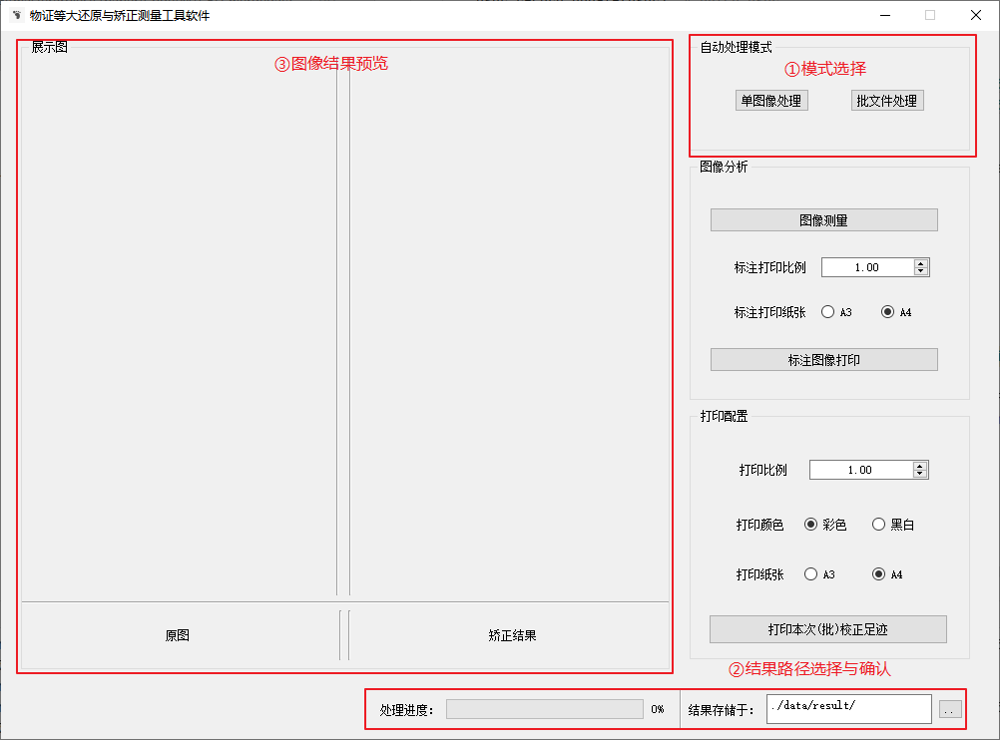 物证等大还原与矫正测量工具软件
展示图
③图像结果预览
原图
矫正结果
自动处理模式
①模式选择
单图像处理
批文件处理
图像分析
图像测量
标注打印比例
1.00
标注打印纸张
A3
A4
标注图像打印
打印配置
打印比例
1.00
打印颜色
彩色
黑白
打印纸张
A3
A4
打印本次(批)校正足迹
②结果路径选择与确认
处理进度:
0%
结果存储于:
./data/result/
..